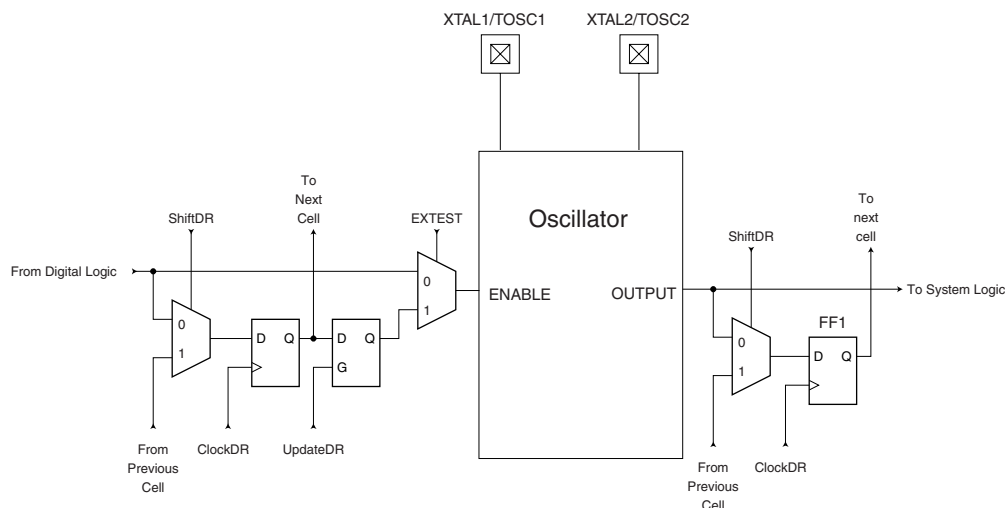 XTAL1/TOSC1
XTAL2/TOSC2
To
Next
Cell
ShiftDR
EXTEST
From Digital Logic
0
1
D Q
D Q
G
0
1
From
Previous
Cell
ClockDR
UpdateDR
Oscillator
ENABLE
OUTPUT
To
next
cell
ShiftDR
To System Logic
FF1
0
1
D Q
From
Previous
Cell
ClockDR